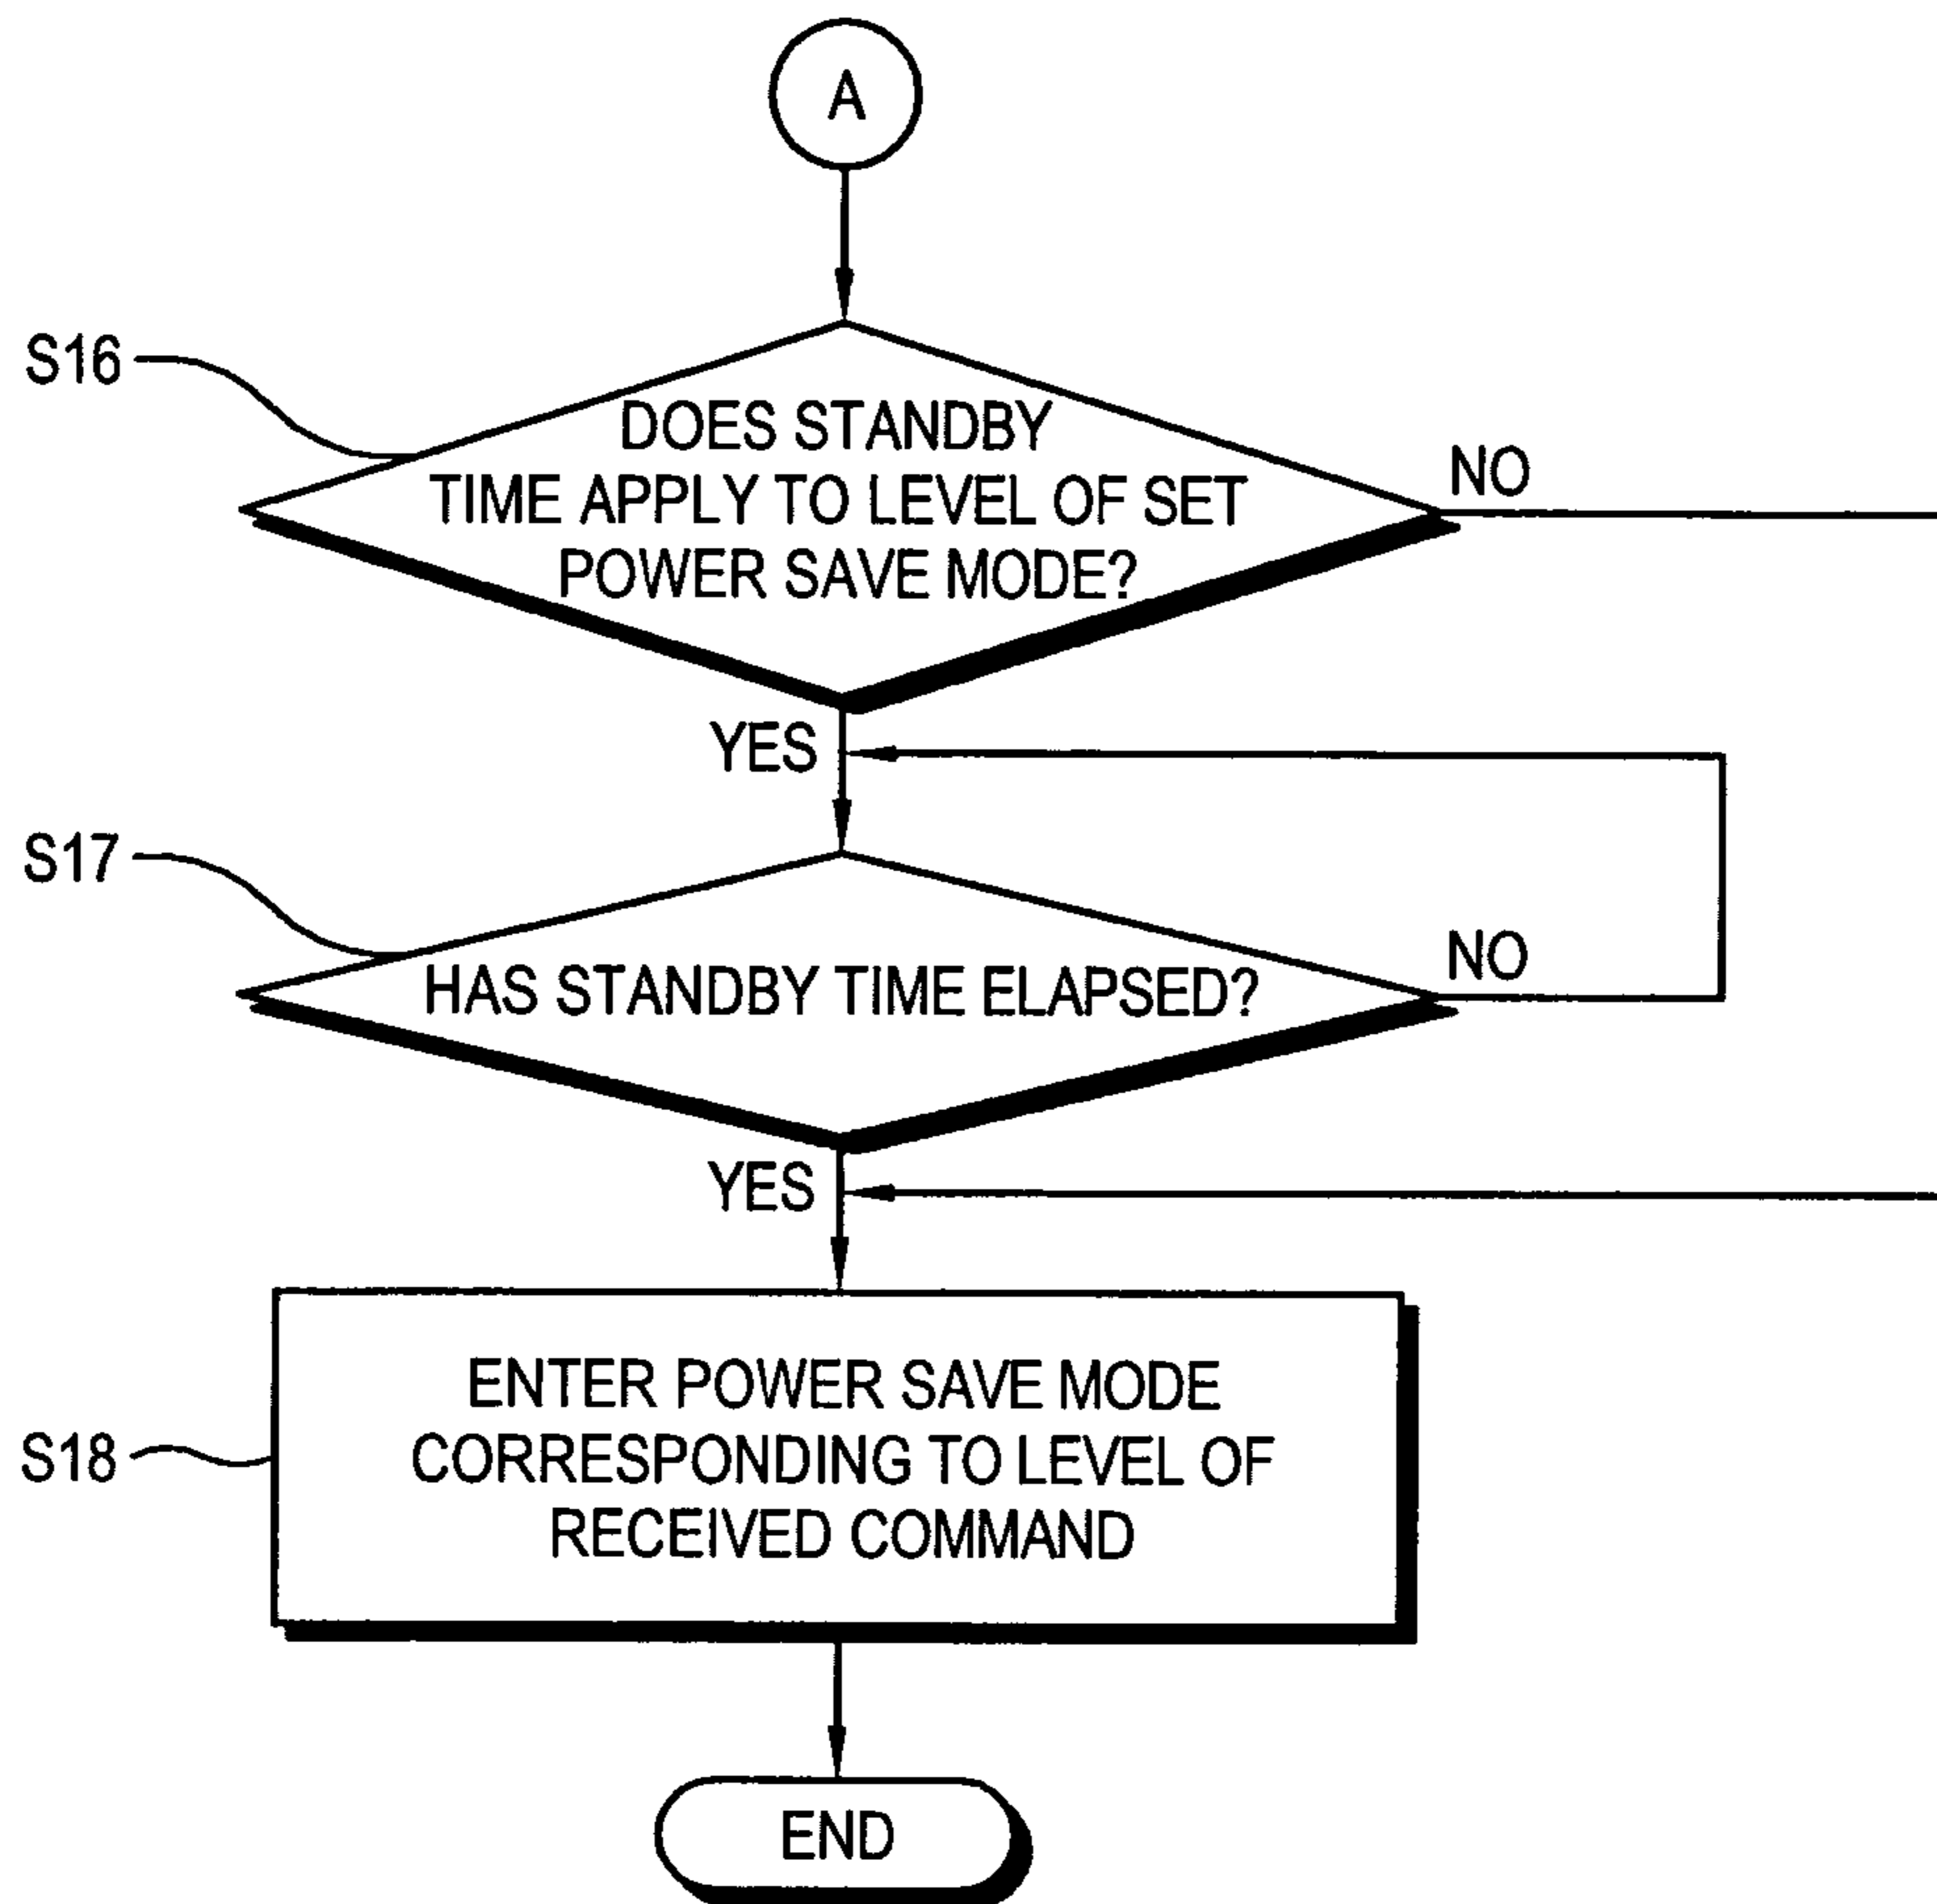 A
S16
DOES STANDBY
TIME APPLY TO LEVEL OF SET
POWER SAVE MODE?
NO
YES
S17
HAS STANDBY TIME ELAPSED?
NO
YES
S18
ENTER POWER SAVE MODE
CORRESPONDING TO LEVEL OF
RECEIVED COMMAND
END